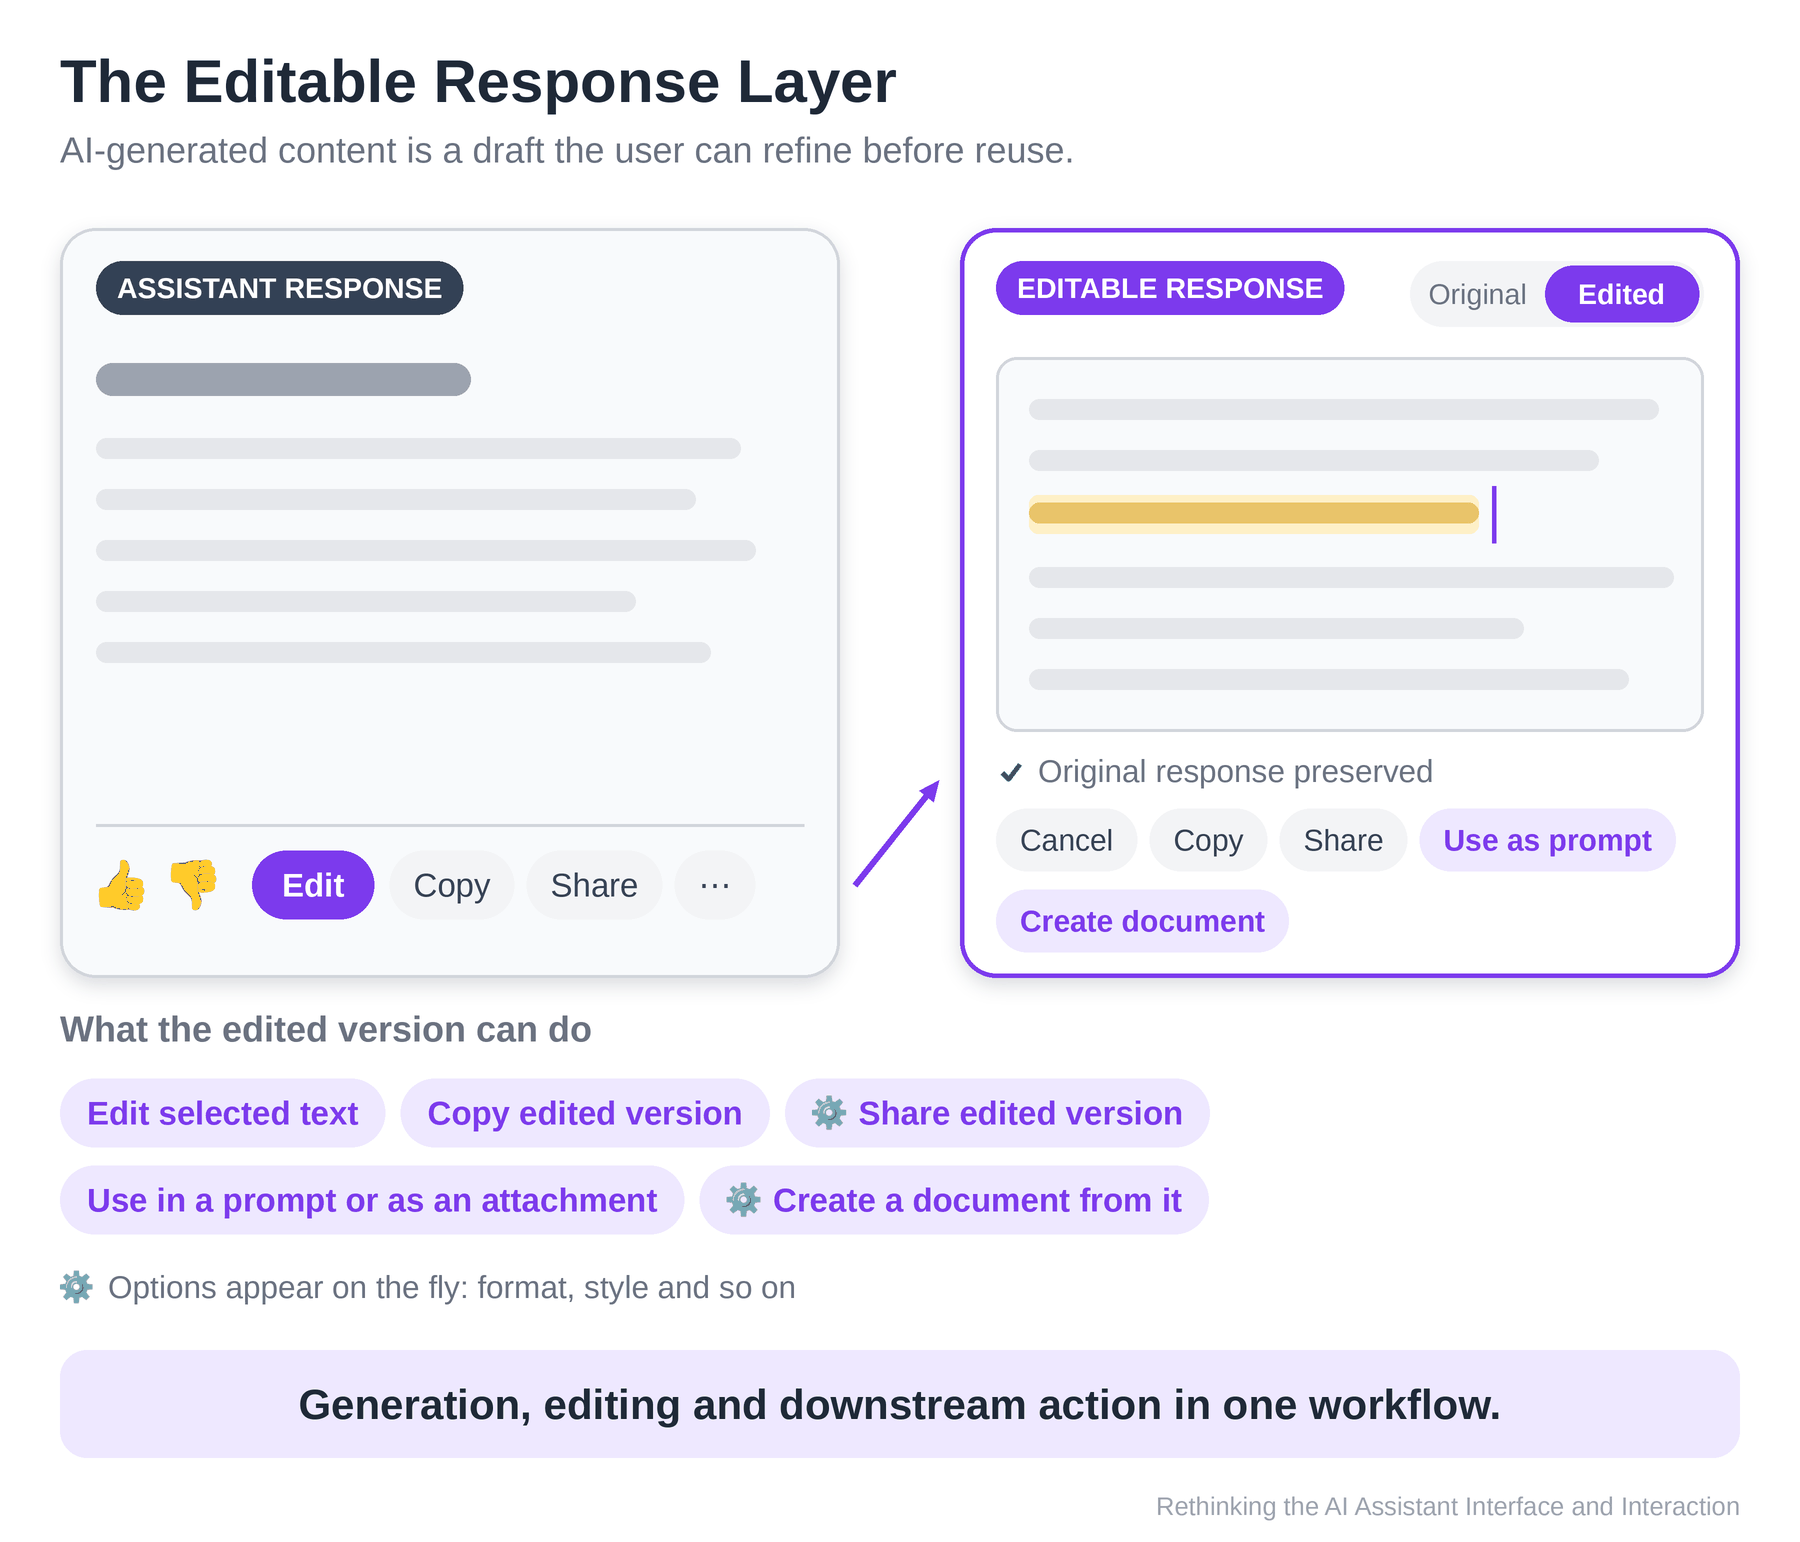 The Editable Response Layer
AI-generated content is a draft the user can refine before reuse.
ASSISTANT RESPONSE
Edit Copy Share ···
EDITABLE RESPONSE
Original Edited
✔ Original response preserved
Cancel Copy Share Use as prompt
Create document
What the edited version can do
Edit selected text Copy edited version ⚙️ Share edited version
Use in a prompt or as an attachment ⚙️ Create a document from it
⚙️ Options appear on the fly: format, style and so on
Generation, editing and downstream action in one workflow.
Rethinking the AI Assistant Interface and Interaction